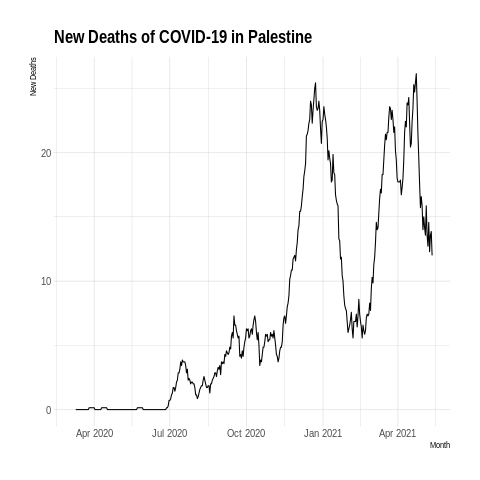 New Deaths of COVID-19 in Palestine
New Deaths
20
10
0
Apr 2020 Jul 2020 Oct 2020 Jan 2021 Apr 2021
Month